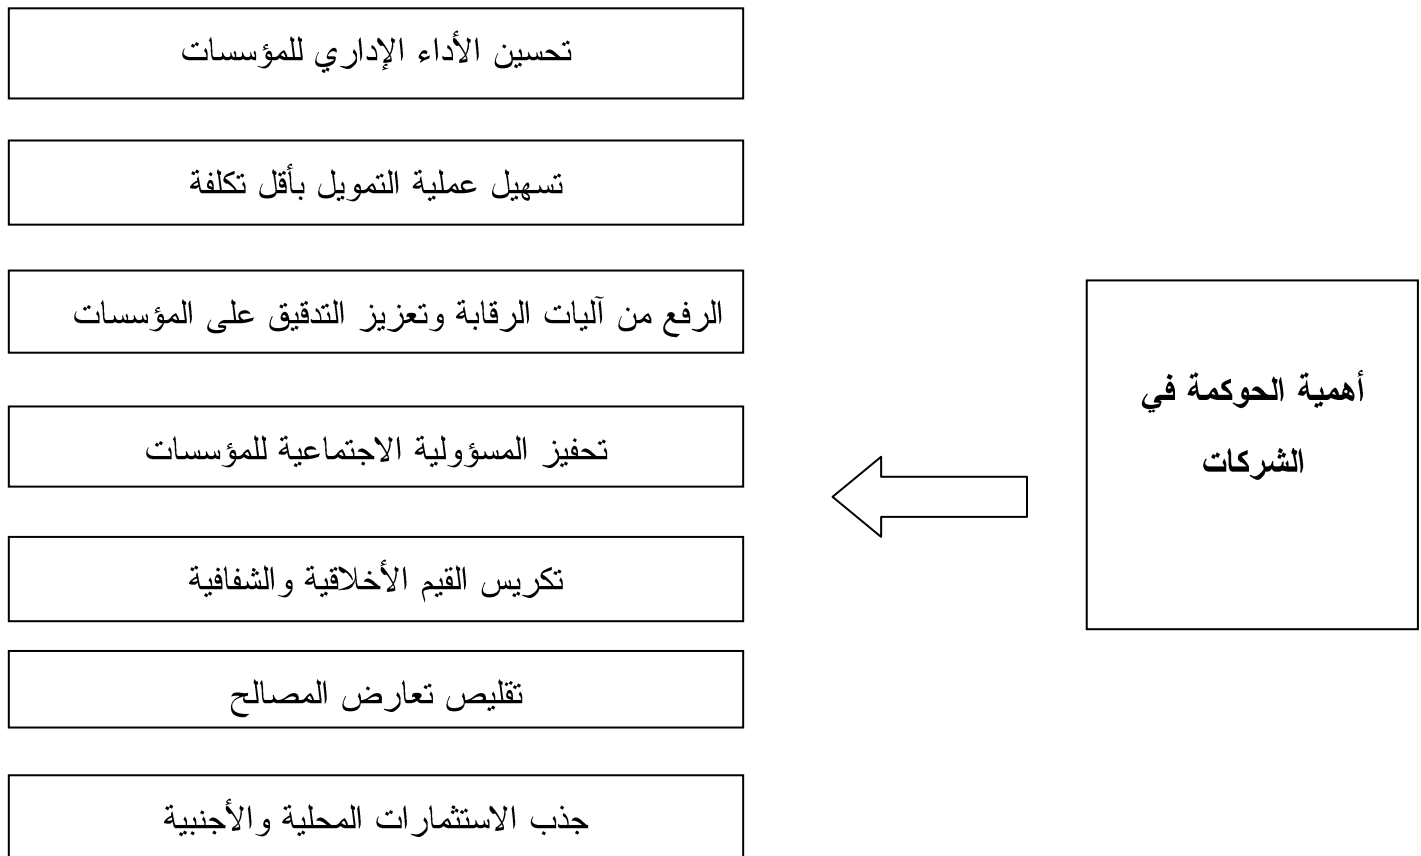 أهمية الحوكمة في
الشركات
تحسين الأداء الإداري للمؤسسات
تسهيل عملية التمويل بأقل تكلفة
الرفع من آليات الرقابة وتعزيز التدقيق على المؤسسات
تحفيز المسؤولية الاجتماعية للمؤسسات
تكريس القيم الأخلاقية والشفافية
تقليص تعارض المصالح
جذب الاستثمارات المحلية والأجنبية